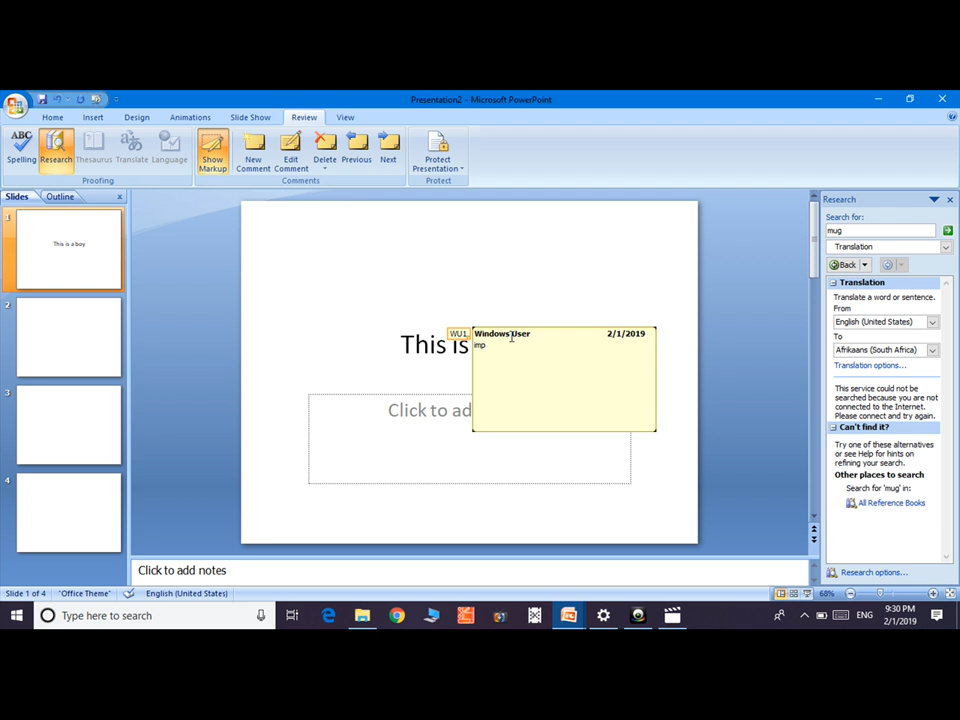 Presentation2 - Microsoft PowerPoint
Home Insert Design Animations Slide Show Review View
ABC
Spelling Research Thesaurus Translate Language
Show Markup
New Comment
Edit Comment
Delete Previous Next
Protect Presentation
Proofing Comments Protect
Slides Outline
1
This is a boy
2
3
4
This is
Click to ad
WU1
Windows User 2/1/2019
imp
Click to add notes
Research
Search for:
mug
Translation
Back
Translation
Translate a word or sentence.
From
English (United States)
To
Afrikaans (South Africa)
Translation options...
This service could not be
searched because you are not
connected to the Internet.
Please connect and try again.
Can't find it?
Try one of these alternatives
or see Help for hints on
refining your search.
Other places to search
Search for 'mug' in:
All Reference Books
Research options...
Slide 1 of 4 "Office Theme" English (United States) 68%
Type here to search
ENG
9:30 PM
2/1/2019